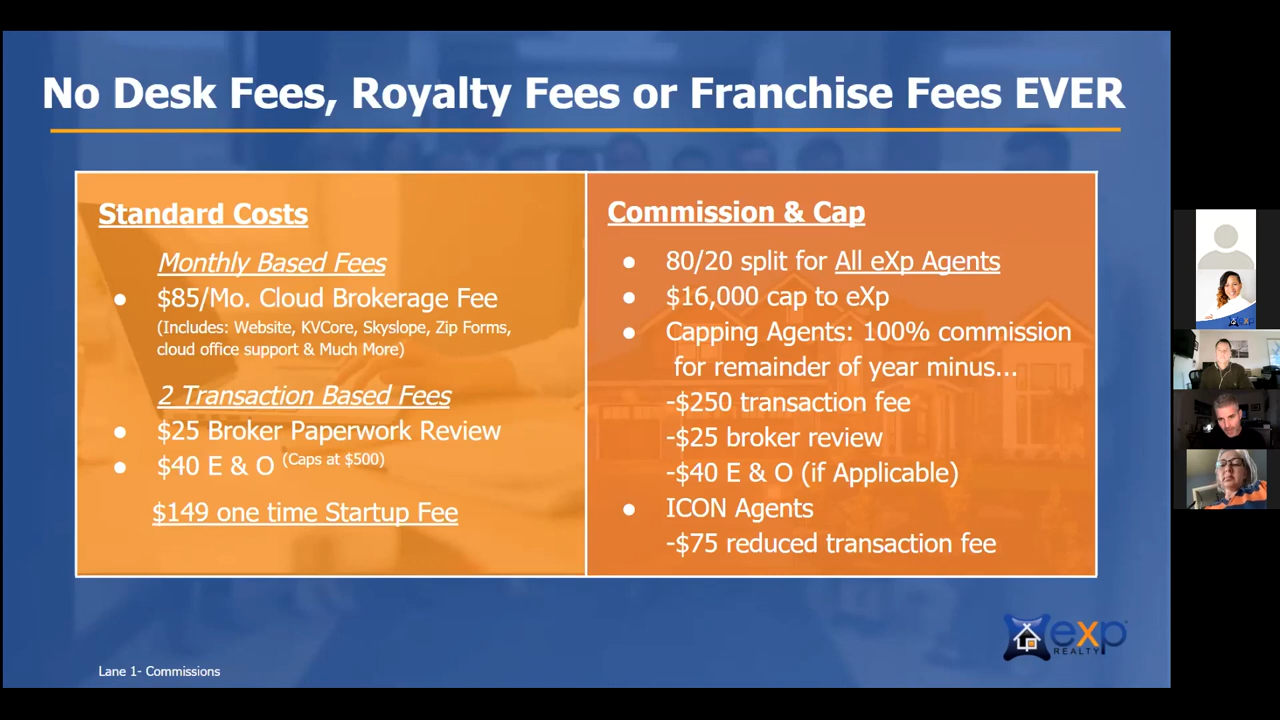 No Desk Fees, Royalty Fees or Franchise Fees EVER
Standard Costs
Monthly Based Fees
● $85/Mo. Cloud Brokerage Fee
(Includes: Website, KVCore, Skyslope, Zip Forms,
cloud office support & Much More)
2 Transaction Based Fees
● $25 Broker Paperwork Review
● $40 E & O (Caps at $500)
$149 one time Startup Fee
Commission & Cap
● 80/20 split for All eXp Agents
● $16,000 cap to eXp
● Capping Agents: 100% commission
for remainder of year minus...
-$250 transaction fee
-$25 broker review
-$40 E & O (if Applicable)
● ICON Agents
-$75 reduced transaction fee
eXp
REALTY
Lane 1- Commissions